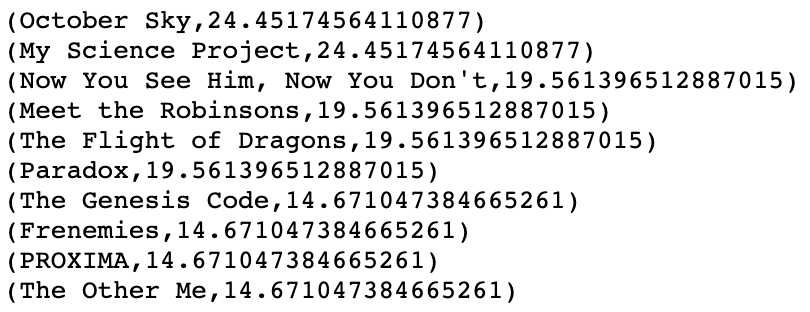 (October Sky,24.45174564110877)
(My Science Project,24.45174564110877)
(Now You See Him, Now You Don't,19.561396512887015)
(Meet the Robinsons,19.561396512887015)
(The Flight of Dragons,19.561396512887015)
(Paradox,19.561396512887015)
(The Genesis Code,14.671047384665261)
(Frenemies,14.671047384665261)
(PROXIMA,14.671047384665261)
(The Other Me,14.671047384665261)